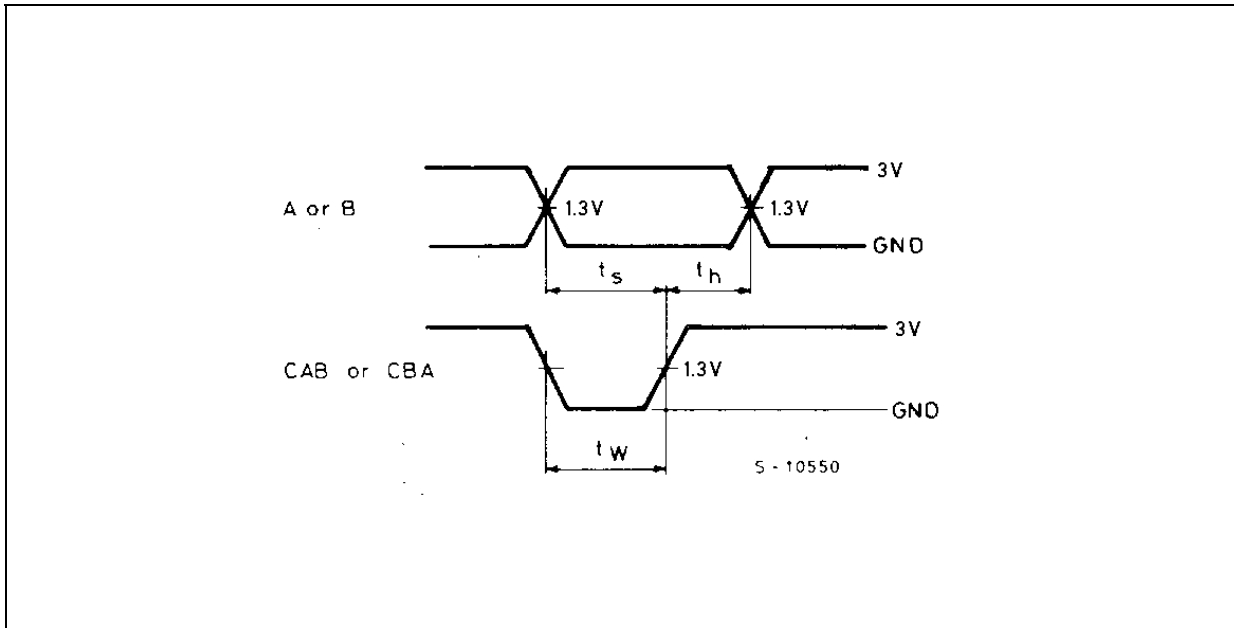 3V
A or B
1.3V
1.3V
GND
ts
th
3V
CAB or CBA
1.3V
GND
tW
S-10550